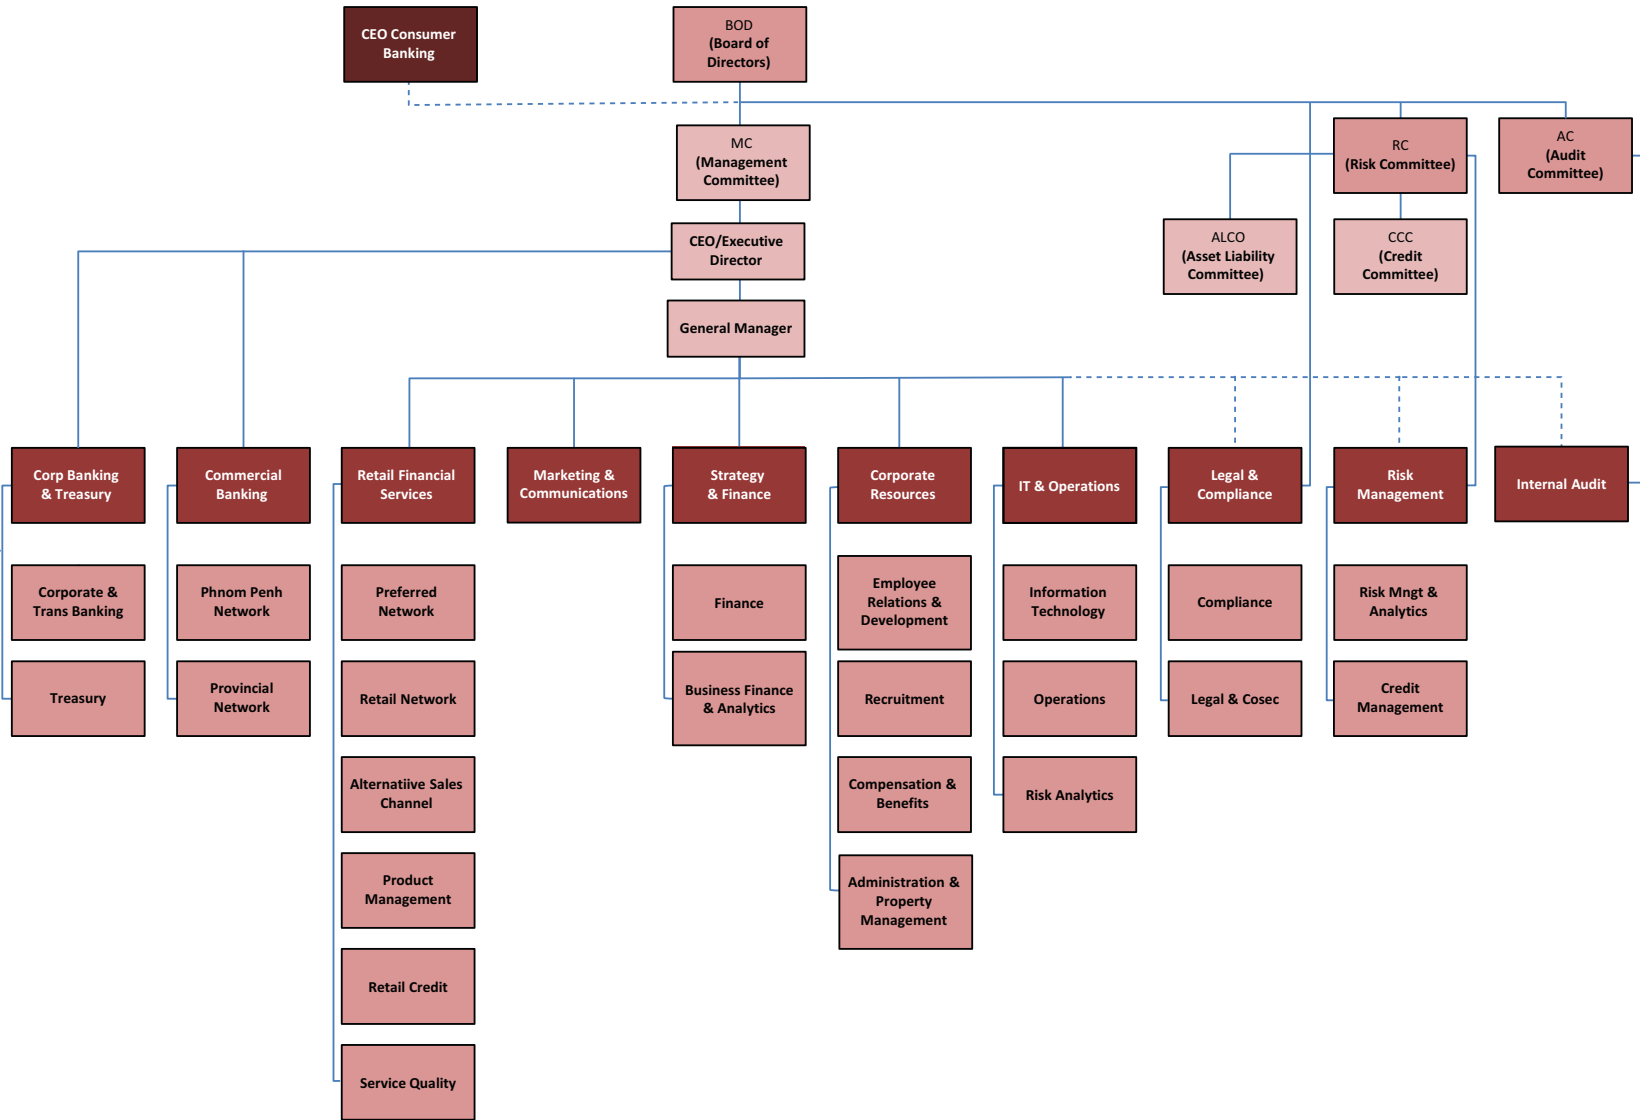 CEO Consumer
Banking
BOD
(Board of
Directors)
MC
(Management
Committee)
RC
(Risk Committee)
AC
(Audit
Committee)
CEO/Executive
Director
ALCO
(Asset Liability
Committee)
CCC
(Credit
Committee)
General Manager
Corp Banking
& Treasury
Commercial
Banking
Retail Financial
Services
Marketing &
Communications
Strategy
& Finance
Corporate
Resources
IT & Operations
Legal &
Compliance
Risk
Management
Internal Audit
Corporate &
Trans Banking
Phnom Penh
Network
Preferred
Network
Finance
Employee
Relations &
Development
Information
Technology
Compliance
Risk Mngt &
Analytics
Treasury
Provincial
Network
Retail Network
Business Finance
& Analytics
Recruitment
Operations
Legal & Cosec
Credit
Management
Alternatiive Sales
Channel
Compensation &
Benefits
Risk Analytics
Product
Management
Administration &
Property
Management
Retail Credit
Service Quality